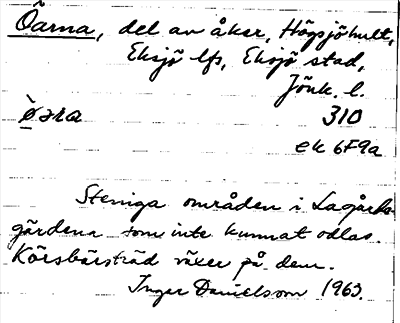 Öarna, del av åker, Högsjöhult,
Eksjö lfs, Eksjö stad,
Jönk. l.
310
ek 6F9a
Steniga områden i Lagårds-
gärdena som inte kunnat odlas.
Körsbärsträd växer på dem.
Inger Danielsson 1963.